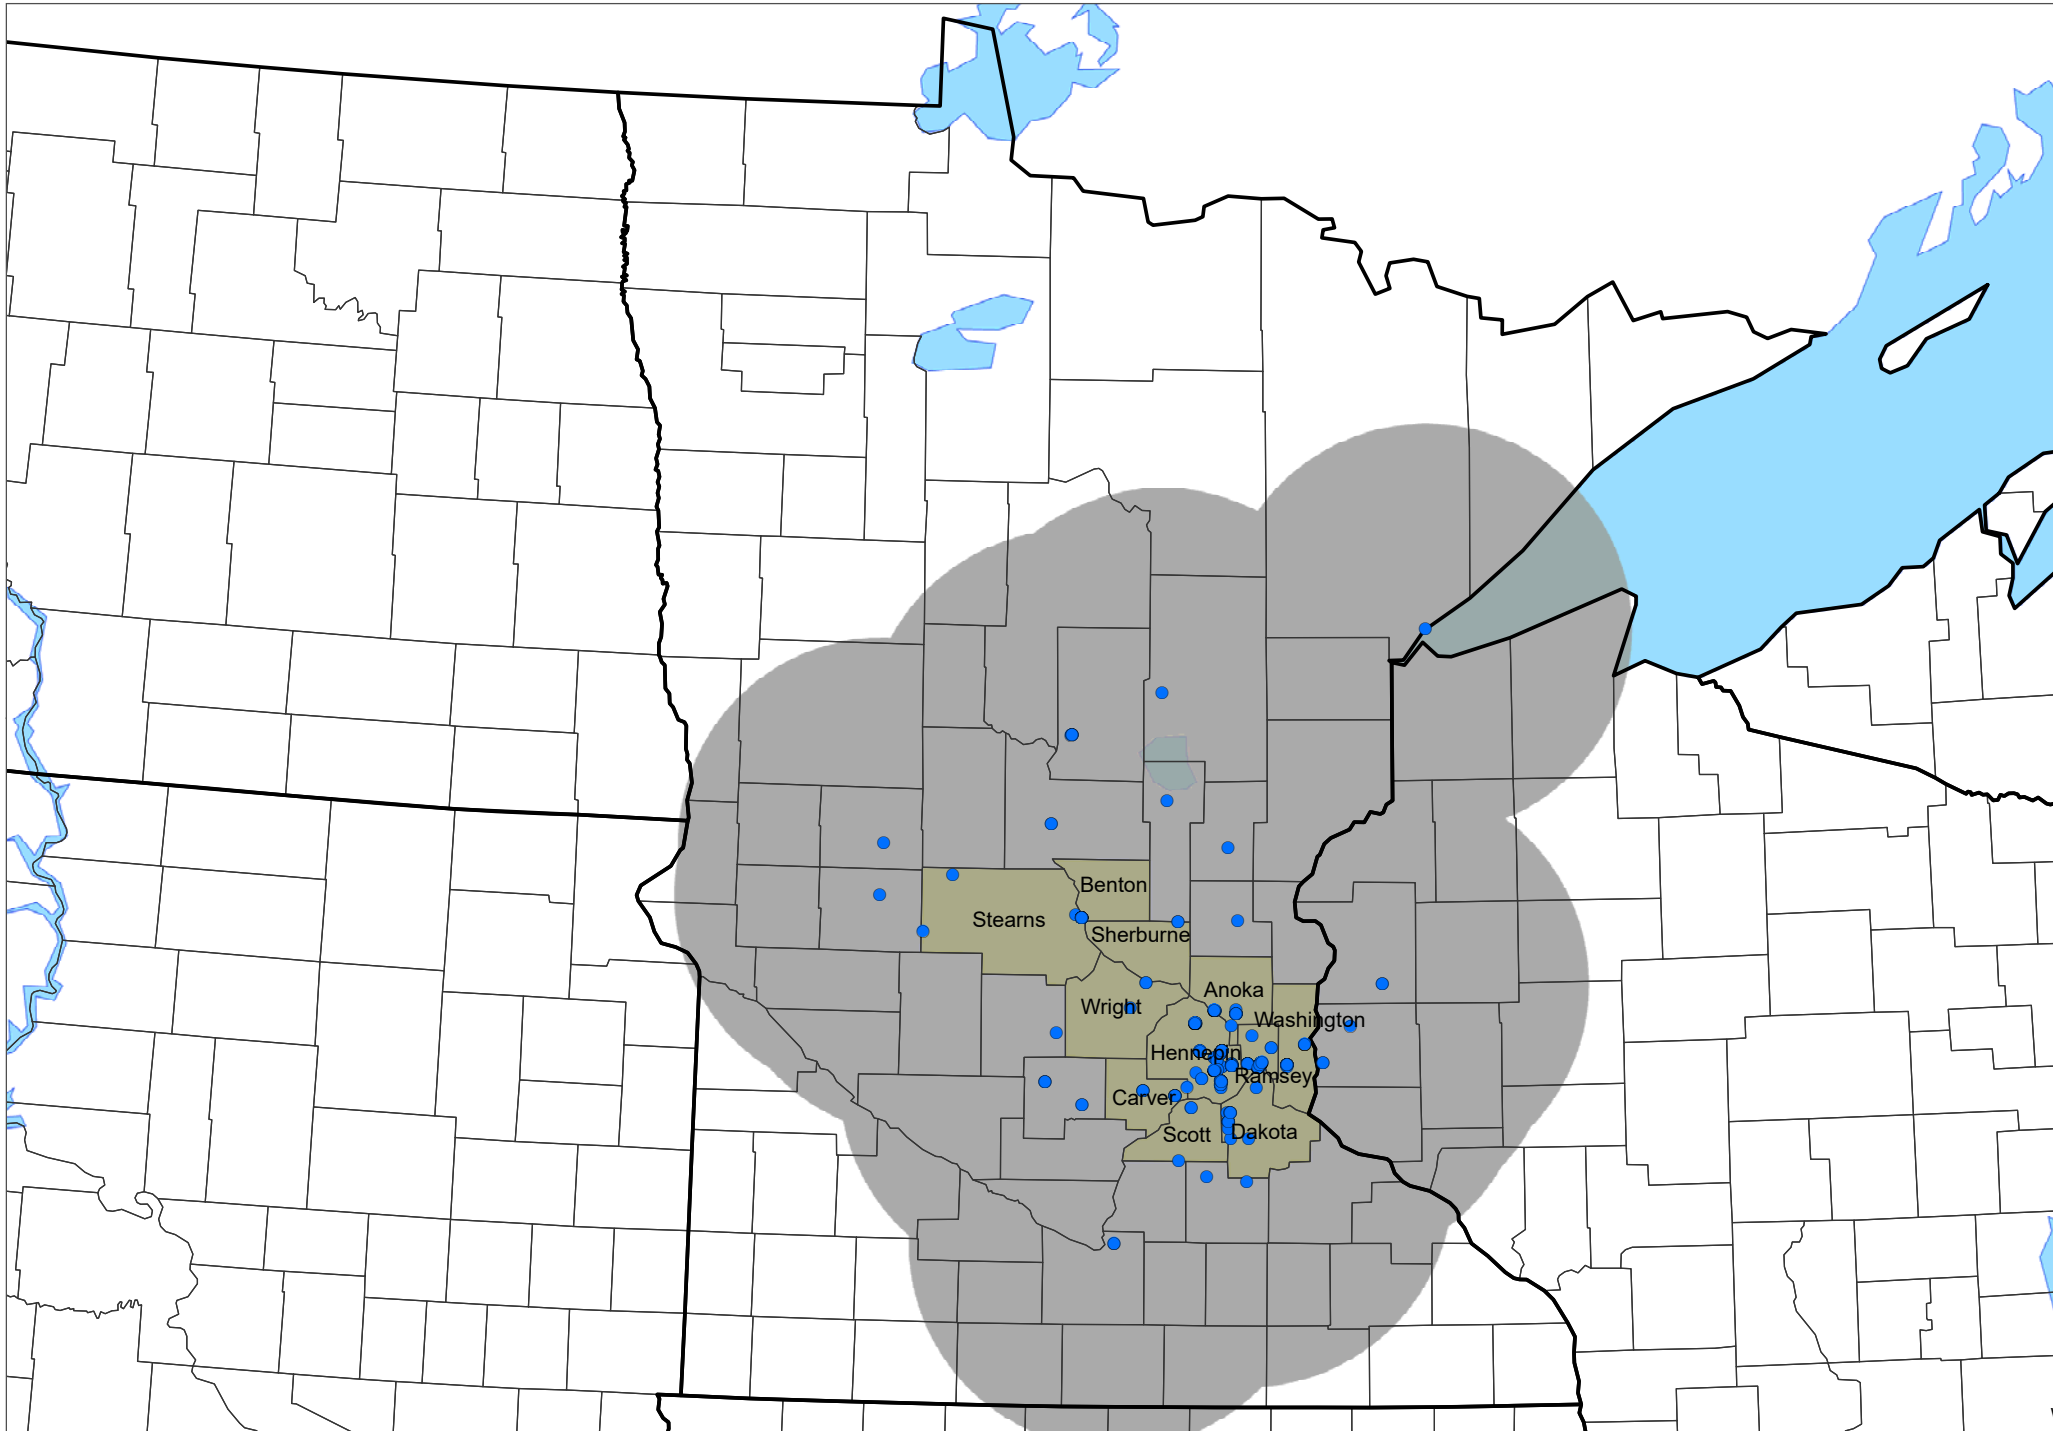 Benton
Stearns
Sherburne
Anoka
Wright
Washington
Hennepin
Ramsey
Carver
Scott
Dakota